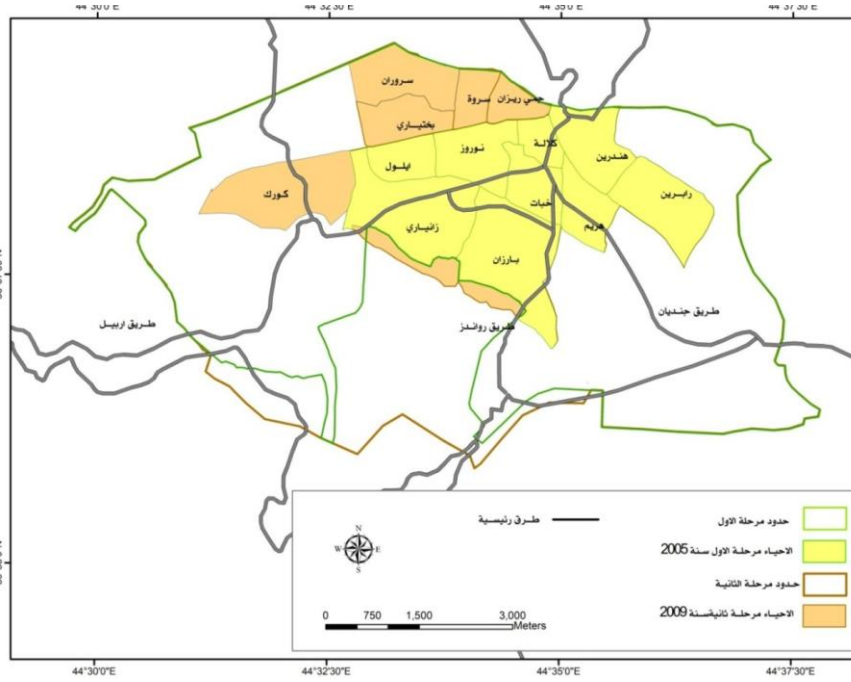 44°30'0"E
44°32'30"E
44°35'0"E
44°37'30"E
سروران
سروة
حمي ريزان
بختياري
كلالة
نوروز
هندرين
ايلول
رابرين
كورك
خبات
زانياري
هريم
بارزان
طريق جنديان
طريق اربيل
طريق رواندز
طرق رئيسية
حدود مرحلة الاول
الاحياء مرحلة الاول سنة 2005
حدود مرحلة الثانية
الاحياء مرحلة ثانيةسنة 2009
N
W E
S
0 750 1,500 3,000
Meters
44°30'0"E
44°32'30"E
44°35'0"E
44°37'30"E